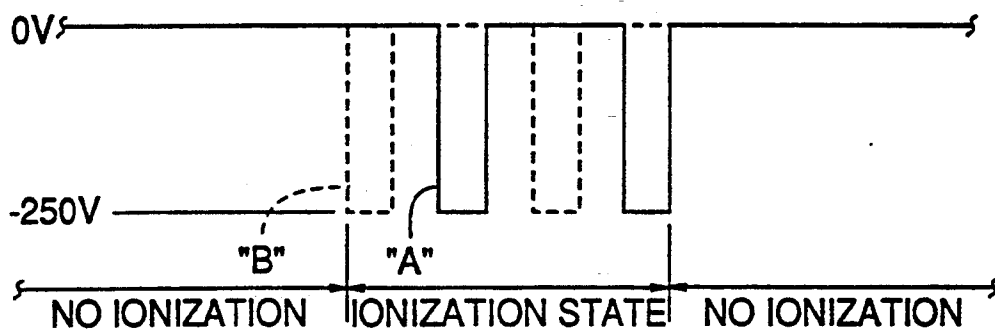 0V
-250V
"B"
"A"
NO IONIZATION
IONIZATION STATE
NO IONIZATION